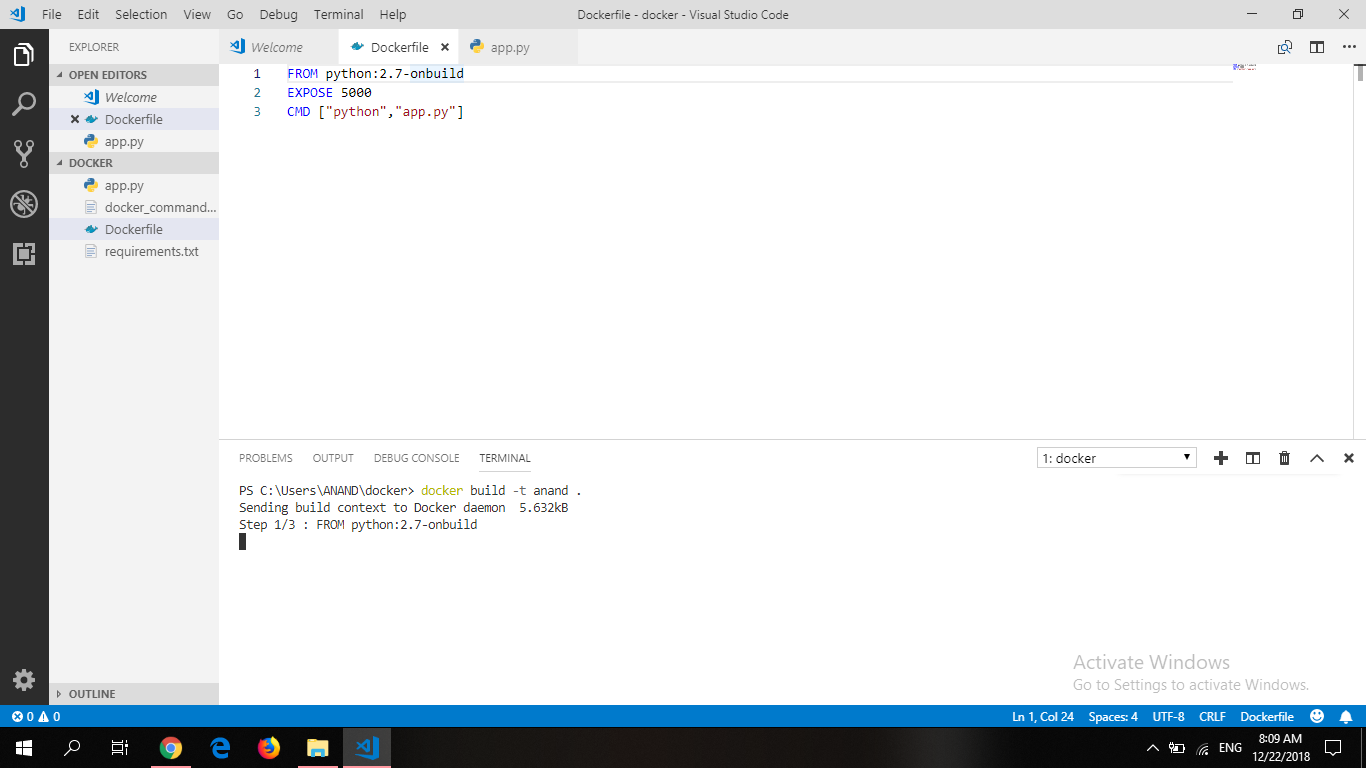 File Edit Selection View Go Debug Terminal Help Dockerfile - docker - Visual Studio Code
EXPLORER
Welcome Dockerfile app.py
OPEN EDITORS
Welcome
Dockerfile
app.py
DOCKER
app.py
docker_command...
Dockerfile
requirements.txt
OUTLINE
1 FROM python:2.7-onbuild
2 EXPOSE 5000
3 CMD ["python","app.py"]
PROBLEMS OUTPUT DEBUG CONSOLE TERMINAL 1: docker
PS C:\Users\ANAND\docker> docker build -t anand .
Sending build context to Docker daemon  5.632kB
Step 1/3 : FROM python:2.7-onbuild
Activate Windows
Go to Settings to activate Windows.
0 0 Ln 1, Col 24 Spaces: 4 UTF-8 CRLF Dockerfile
ENG 8:09 AM
12/22/2018